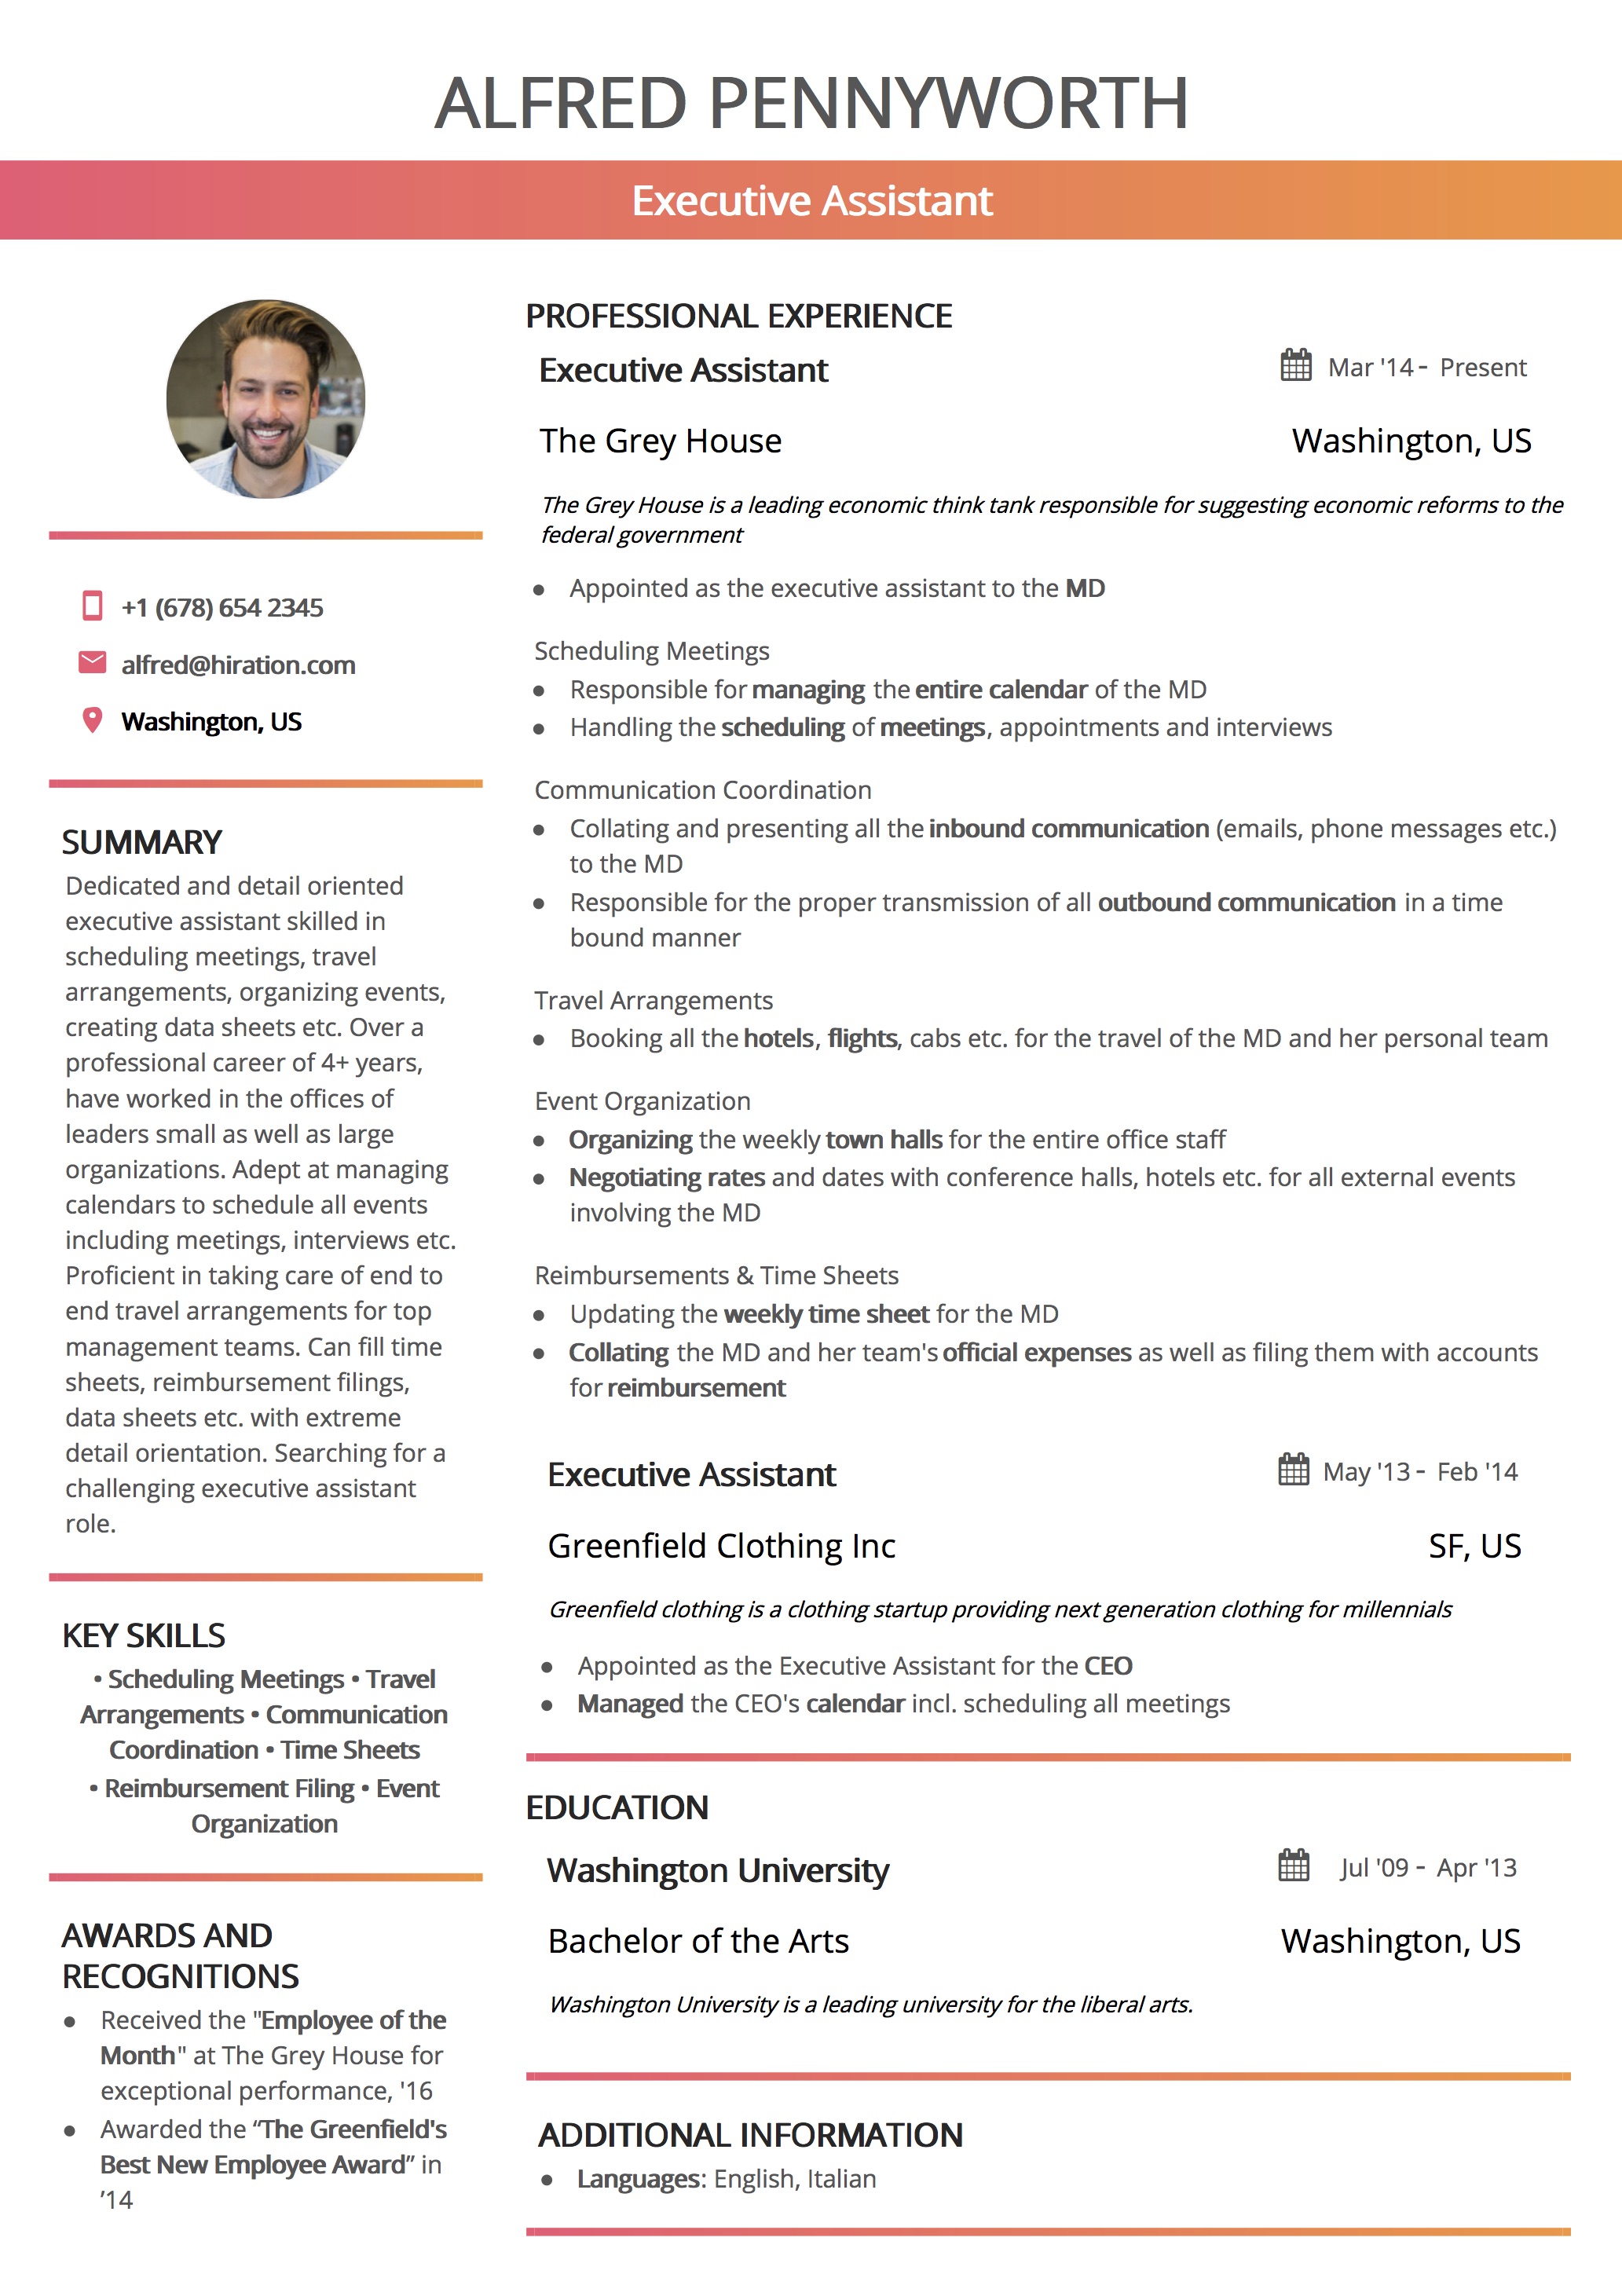 ALFRED PENNYWORTH
Executive Assistant
+1 (678) 654 2345
alfred@hiration.com
Washington, US
SUMMARY
Dedicated and detail oriented
executive assistant skilled in
scheduling meetings, travel
arrangements, organizing events,
creating data sheets etc. Over a
professional career of 4+ years,
have worked in the offices of
leaders small as well as large
organizations. Adept at managing
calendars to schedule all events
including meetings, interviews etc.
Proficient in taking care of end to
end travel arrangements for top
management teams. Can fill time
sheets, reimbursement filings,
data sheets etc. with extreme
detail orientation. Searching for a
challenging executive assistant
role.
KEY SKILLS
• Scheduling Meetings • Travel
Arrangements • Communication
Coordination • Time Sheets
• Reimbursement Filing • Event
Organization
AWARDS AND
RECOGNITIONS
● Received the "Employee of the
Month" at The Grey House for
exceptional performance, '16
● Awarded the “The Greenfield's
Best New Employee Award” in
’14
PROFESSIONAL EXPERIENCE
Executive Assistant Mar '14 - Present
The Grey House Washington, US
The Grey House is a leading economic think tank responsible for suggesting economic reforms to the
federal government
● Appointed as the executive assistant to the MD
Scheduling Meetings
● Responsible for managing the entire calendar of the MD
● Handling the scheduling of meetings, appointments and interviews
Communication Coordination
● Collating and presenting all the inbound communication (emails, phone messages etc.)
to the MD
● Responsible for the proper transmission of all outbound communication in a time
bound manner
Travel Arrangements
● Booking all the hotels, flights, cabs etc. for the travel of the MD and her personal team
Event Organization
● Organizing the weekly town halls for the entire office staff
● Negotiating rates and dates with conference halls, hotels etc. for all external events
involving the MD
Reimbursements & Time Sheets
● Updating the weekly time sheet for the MD
● Collating the MD and her team's official expenses as well as filing them with accounts
for reimbursement
Executive Assistant May '13 - Feb '14
Greenfield Clothing Inc SF, US
Greenfield clothing is a clothing startup providing next generation clothing for millennials
● Appointed as the Executive Assistant for the CEO
● Managed the CEO's calendar incl. scheduling all meetings
EDUCATION
Washington University Jul '09 - Apr '13
Bachelor of the Arts Washington, US
Washington University is a leading university for the liberal arts.
ADDITIONAL INFORMATION
● Languages: English, Italian